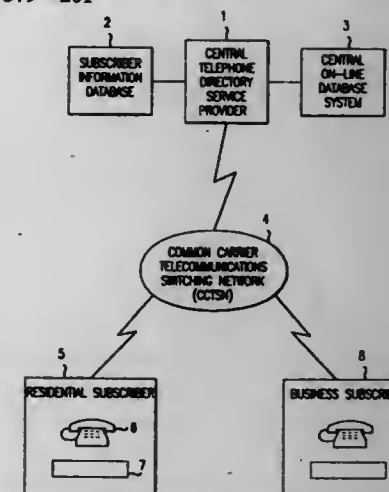 2
1
3
SUBSCRIBER
INFORMATION
DATABASE
CENTRAL
TELEPHONE
DIRECTORY
SERVICE
PROVIDER
CENTRAL
ON-LINE
DATABASE
SYSTEM
4
COMMON CARRIER
TELECOMMUNICATIONS
SWITCHING NETWORK
(CCTSN)
5
8
RESIDENTIAL SUBSCRIBER
BUSINESS SUBSCRI
6
7